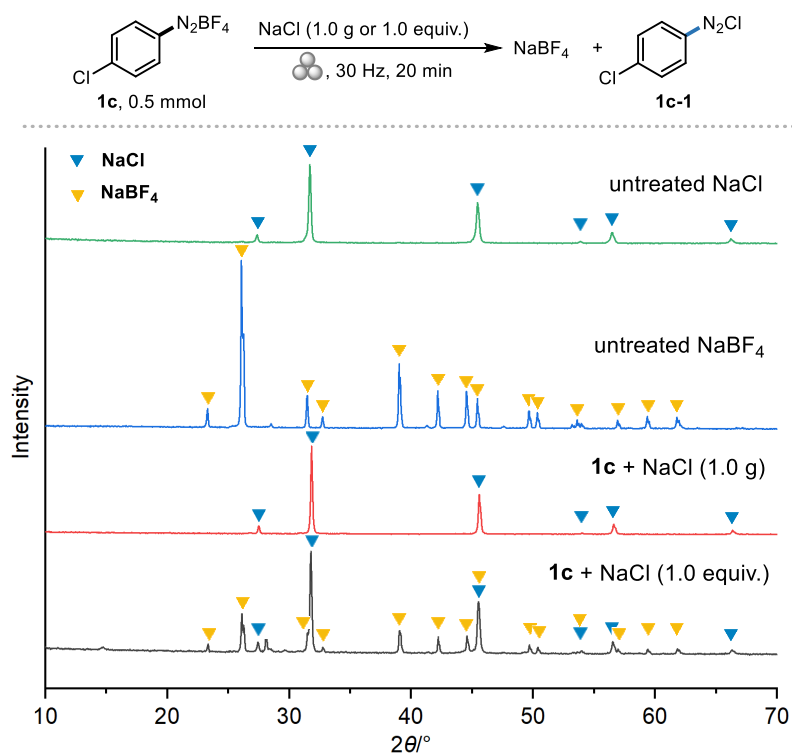 N₂BF₄
Cl
1c, 0.5 mmol
NaCl (1.0 g or 1.0 equiv.)
, 30 Hz, 20 min
NaBF₄ +
N₂Cl
Cl
1c-1
NaCl
NaBF₄
untreated NaCl
untreated NaBF₄
1c + NaCl (1.0 g)
1c + NaCl (1.0 equiv.)
Intensity
10 20 30 40 50 60 70
2θ/°